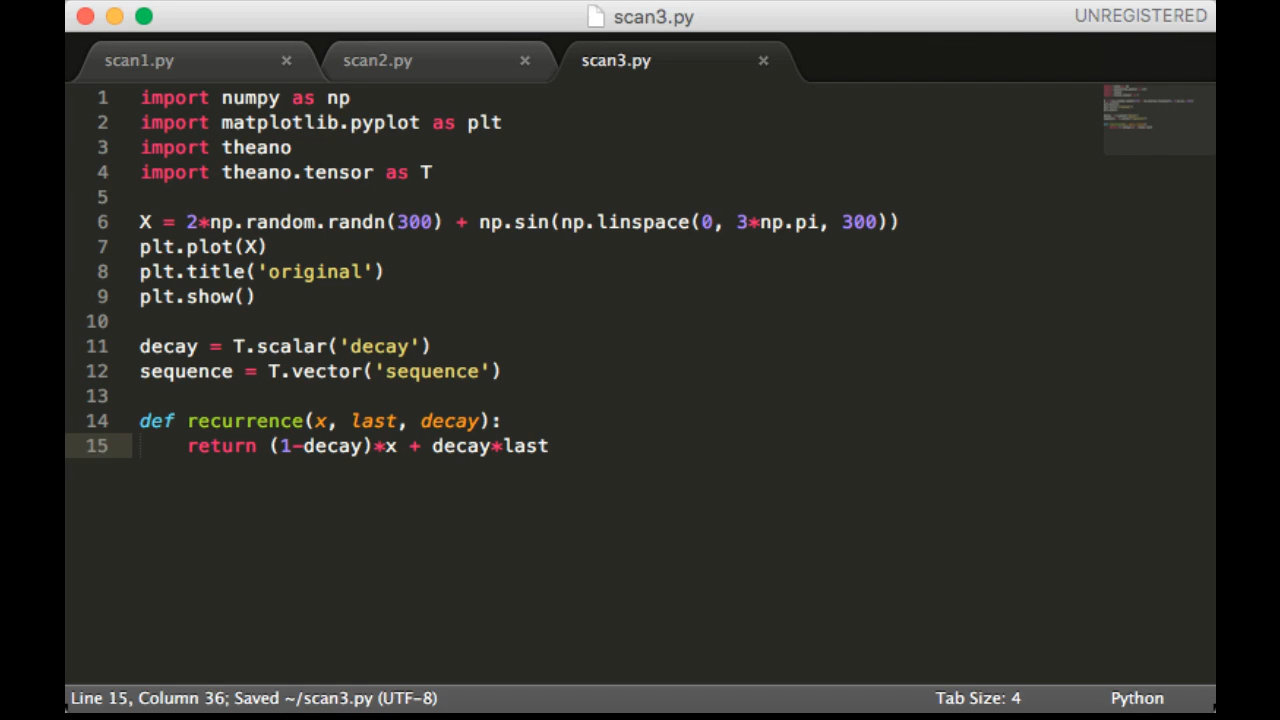 scan3.py
UNREGISTERED
scan1.py × scan2.py × scan3.py ×
1 import numpy as np
2 import matplotlib.pyplot as plt
3 import theano
4 import theano.tensor as T
5
6 X = 2*np.random.randn(300) + np.sin(np.linspace(0, 3*np.pi, 300))
7 plt.plot(X)
8 plt.title('original')
9 plt.show()
10
11 decay = T.scalar('decay')
12 sequence = T.vector('sequence')
13
14 def recurrence(x, last, decay):
15     return (1-decay)*x + decay*last
Line 15, Column 36; Saved ~/scan3.py (UTF-8)
Tab Size: 4
Python